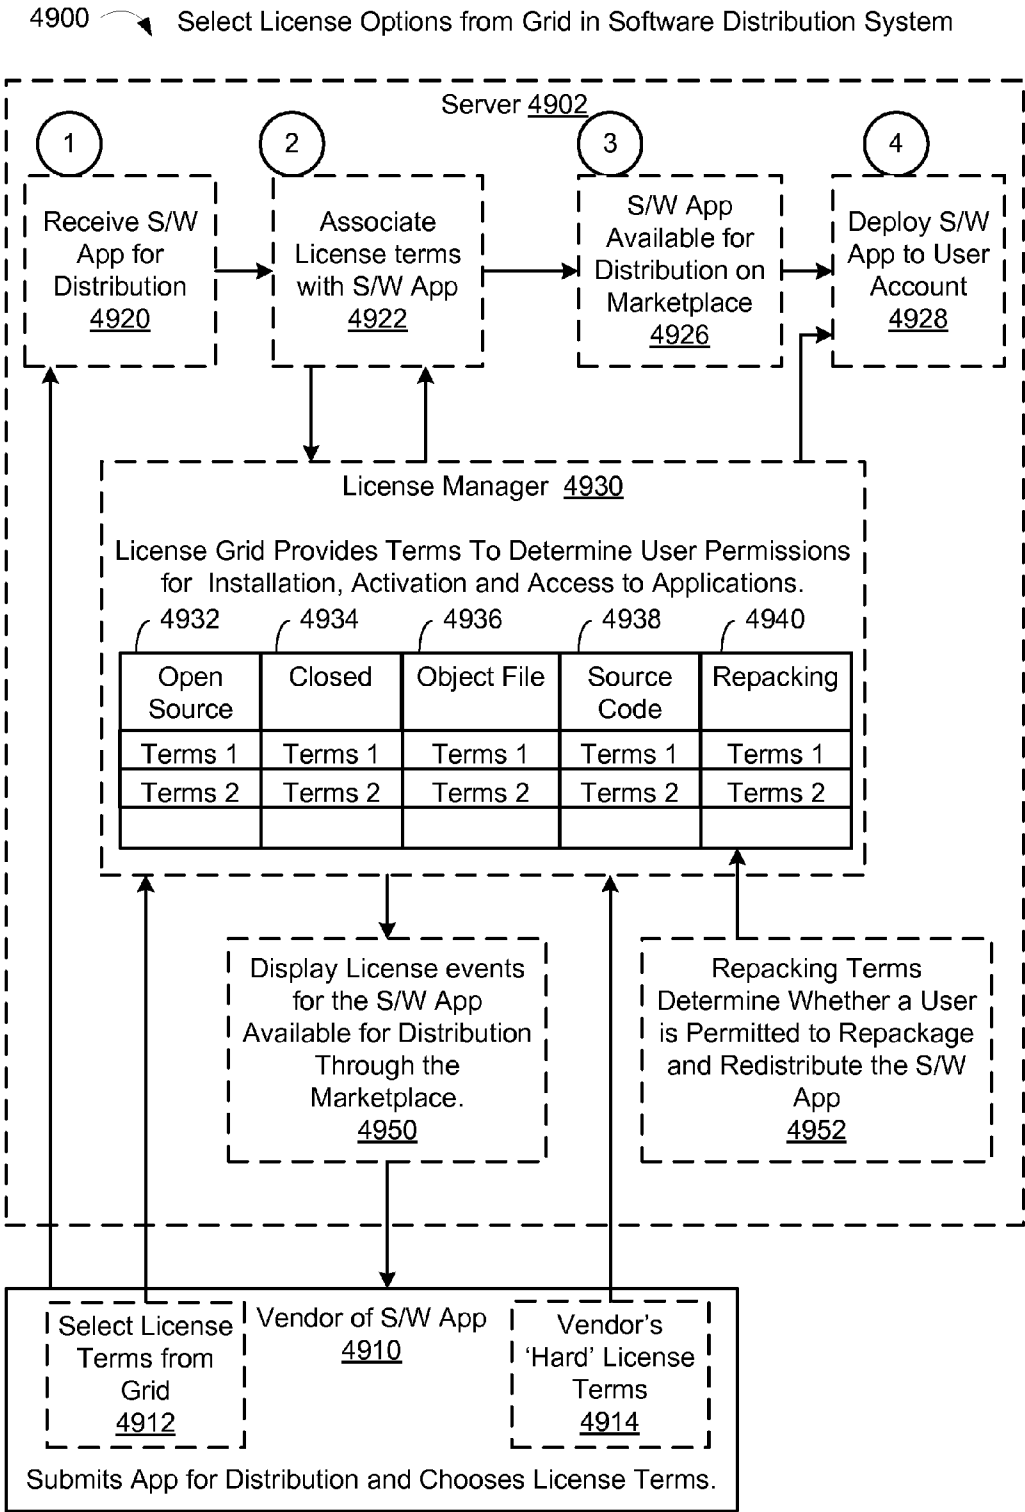 4900 Select License Options from Grid in Software Distribution System
Server 4902
1
2
3
4
Receive S/W
App for
Distribution
4920
Associate
License terms
with S/W App
4922
S/W App
Available for
Distribution on
Marketplace
4926
Deploy S/W
App to User
Account
4928
License Manager 4930
License Grid Provides Terms To Determine User Permissions
for Installation, Activation and Access to Applications.
4932 4934 4936 4938 4940
Open
Source
Closed
Object File
Source
Code
Repacking
Terms 1 Terms 1 Terms 1 Terms 1 Terms 1
Terms 2 Terms 2 Terms 2 Terms 2 Terms 2
Display License events
for the S/W App
Available for Distribution
Through the
Marketplace.
4950
Repacking Terms
Determine Whether a User
is Permitted to Repackage
and Redistribute the S/W
App
4952
Select License
Terms from
Grid
4912
Vendor of S/W App
4910
Vendor's
'Hard' License
Terms
4914
Submits App for Distribution and Chooses License Terms.